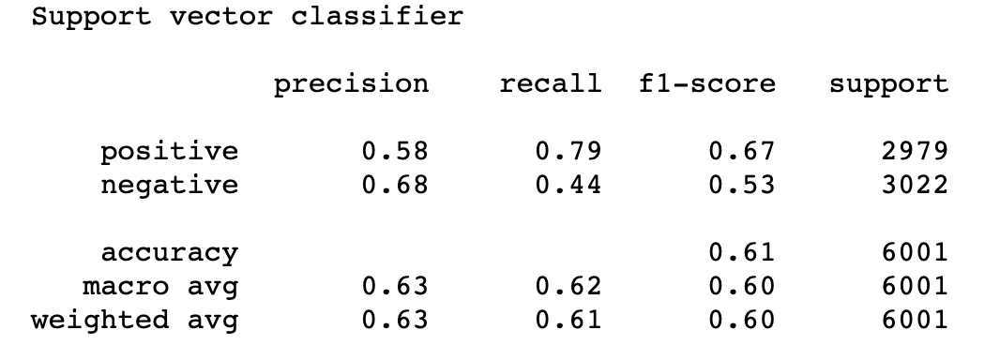 Support vector classifier
precision recall f1-score support
positive 0.58 0.79 0.67 2979
negative 0.68 0.44 0.53 3022
accuracy 0.61 6001
macro avg 0.63 0.62 0.60 6001
weighted avg 0.63 0.61 0.60 6001